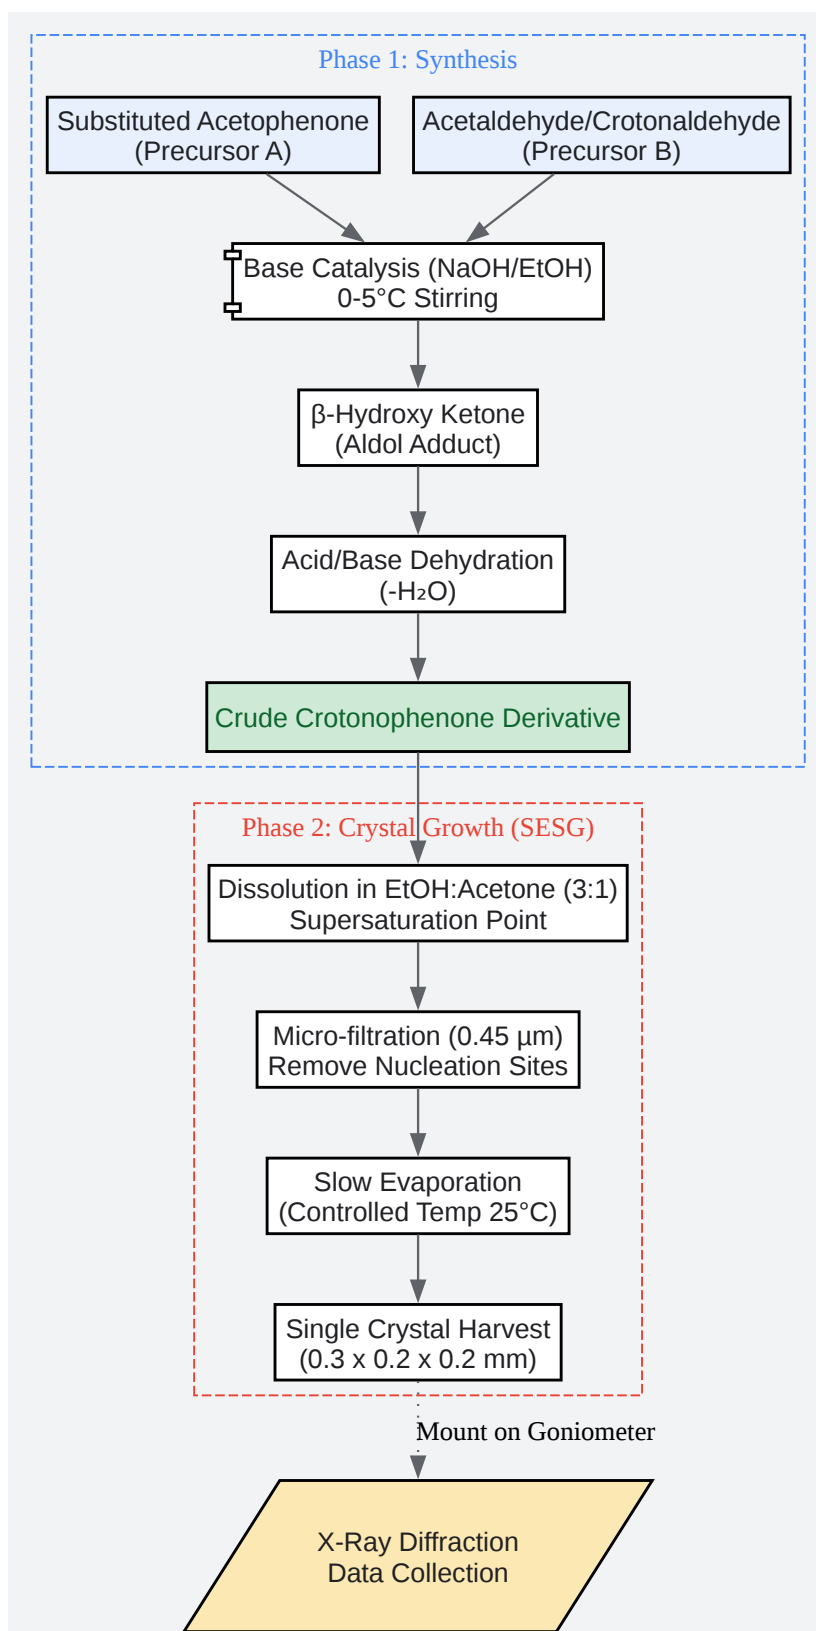 Phase 1: Synthesis
Substituted Acetophenone
(Precursor A)
Acetaldehyde/Crotonaldehyde
(Precursor B)
Base Catalysis (NaOH/EtOH)
0-5°C Stirring
β-Hydroxy Ketone
(Aldol Adduct)
Acid/Base Dehydration
(-H₂O)
Crude Crotonophenone Derivative
Phase 2: Crystal Growth (SESG)
Dissolution in EtOH:Acetone (3:1)
Supersaturation Point
Micro-filtration (0.45 µm)
Remove Nucleation Sites
Slow Evaporation
(Controlled Temp 25°C)
Single Crystal Harvest
(0.3 x 0.2 x 0.2 mm)
Mount on Goniometer
X-Ray Diffraction
Data Collection